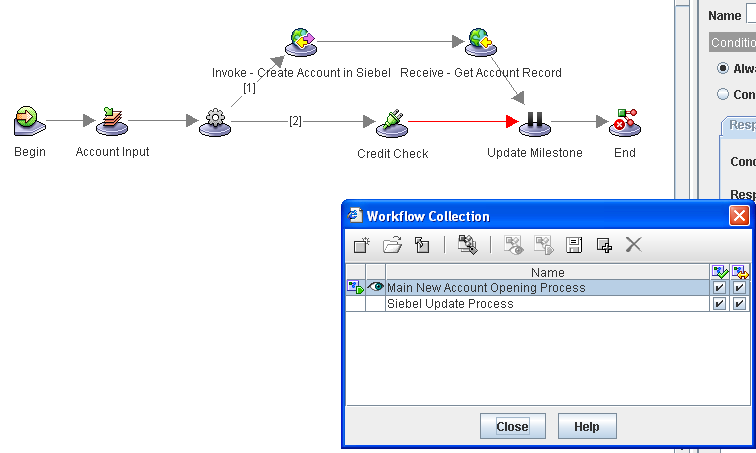 Name
Conditio
Alwa
Con
Resp
Cond
Resp
Invoke - Create Account in Siebel
Receive - Get Account Record
[1]
[2]
Begin
Account Input
Credit Check
Update Milestone
End
Workflow Collection
Name
Main New Account Opening Process
Siebel Update Process
Close
Help